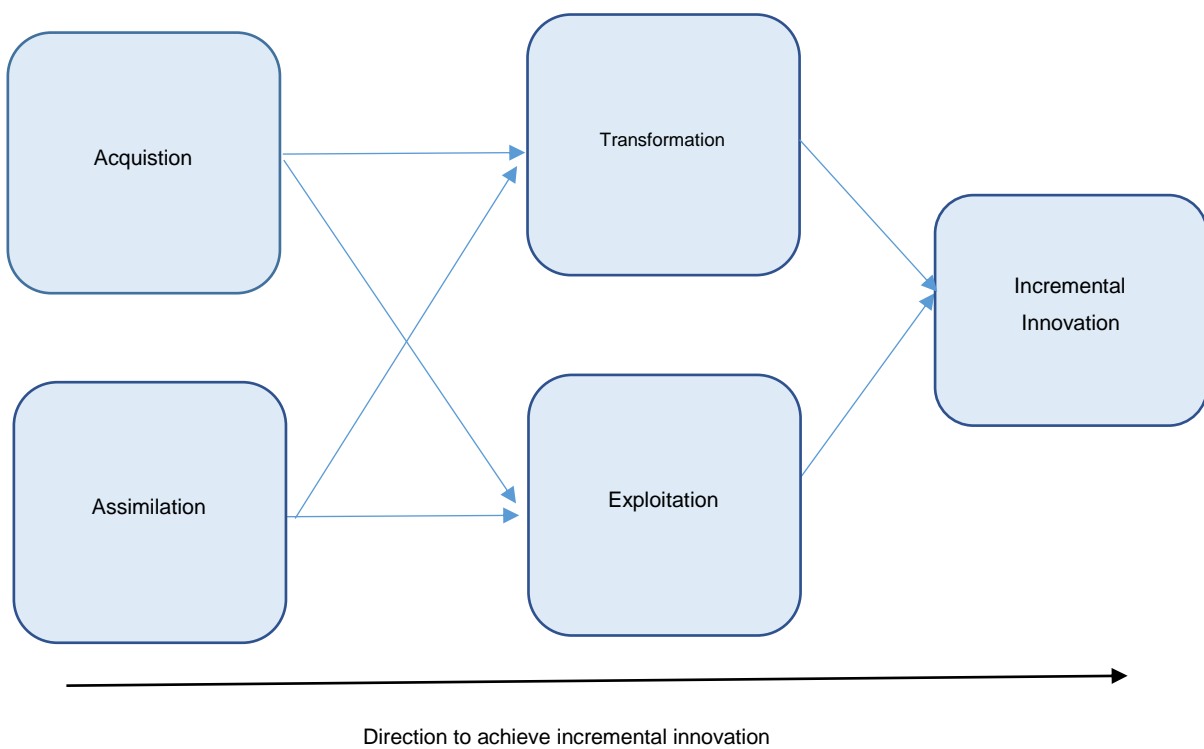 Acquistion
Transformation
Incremental
Innovation
Assimilation
Exploitation
Direction to achieve incremental innovation